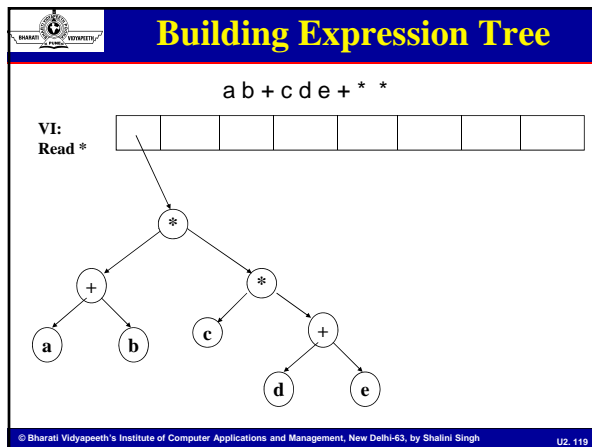 BHARATI VIDYAPEETH
PUNE
Building Expression Tree
a b + c d e + * *
VI:
Read *
*
+ *
a b c +
d e
© Bharati Vidyapeeth's Institute of Computer Applications and Management, New Delhi-63, by Shalini Singh
U2. 119